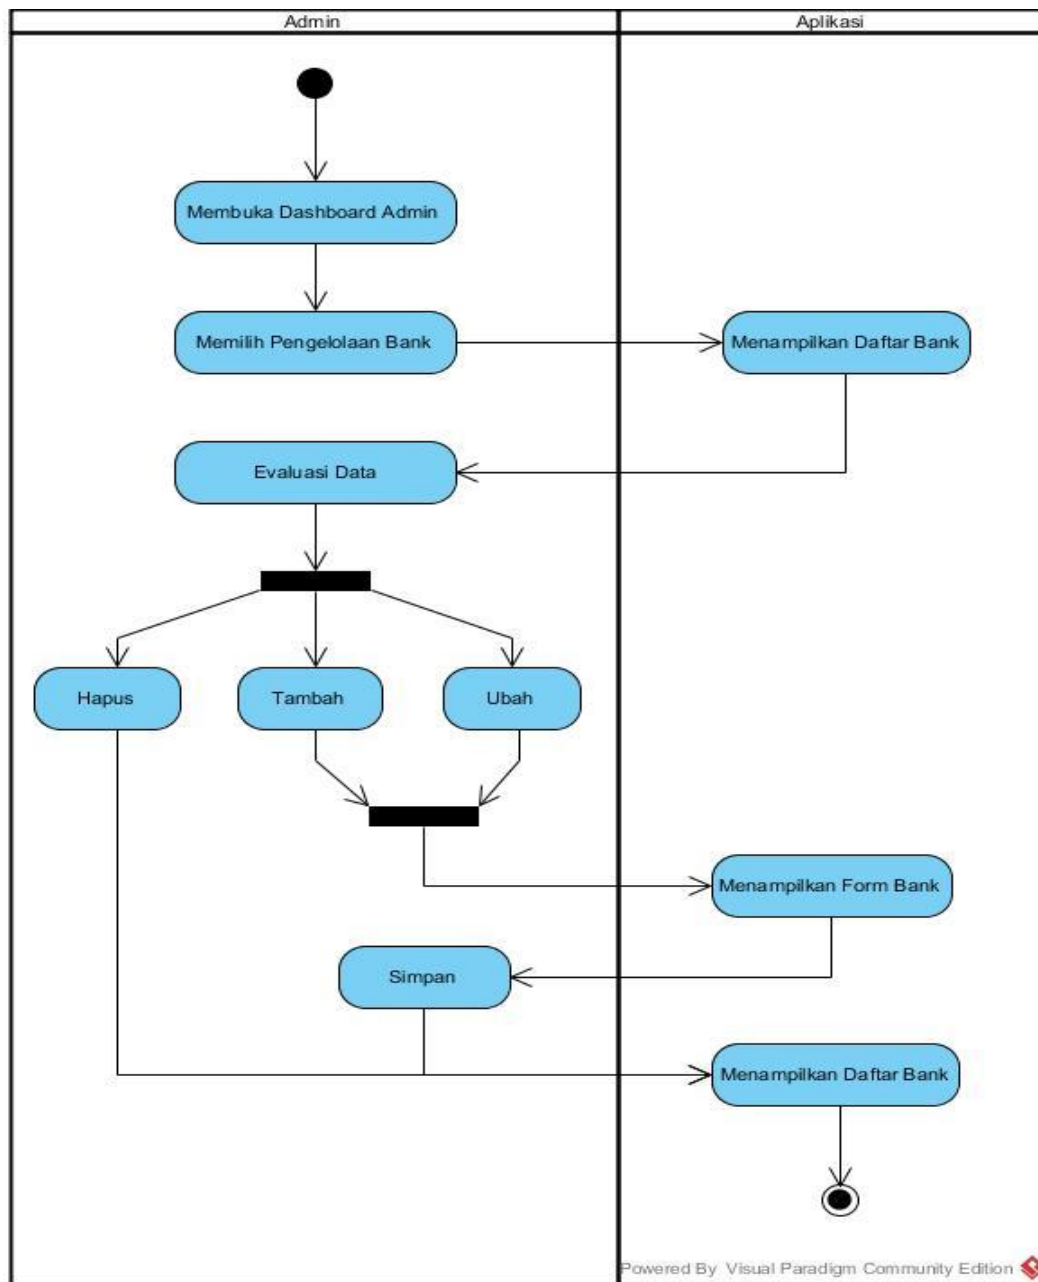 Admin
Aplikasi
Membuka Dashboard Admin
Memilih Pengelolaan Bank
Menampilkan Daftar Bank
Evaluasi Data
Hapus
Tambah
Ubah
Menampilkan Form Bank
Simpan
Menampilkan Daftar Bank
Powered By Visual Paradigm Community Edition